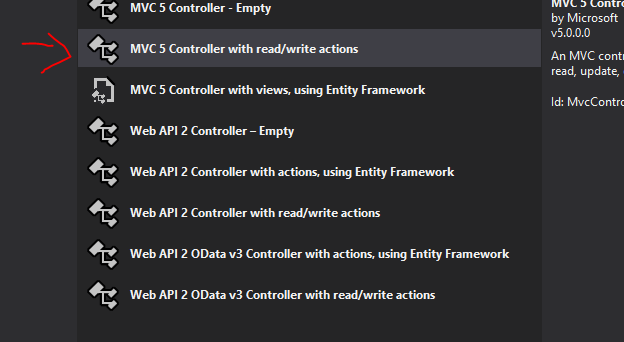 MVC 5 Controller - Empty
MVC 5 Controller with read/write actions
MVC 5 Controller with views, using Entity Framework
Web API 2 Controller – Empty
Web API 2 Controller with actions, using Entity Framework
Web API 2 Controller with read/write actions
Web API 2 OData v3 Controller with actions, using Entity Framework
Web API 2 OData v3 Controller with read/write actions
MVC 5 Cont
by Microsoft
v5.0.0.0
An MVC contr
read, update,
Id: MvcContro